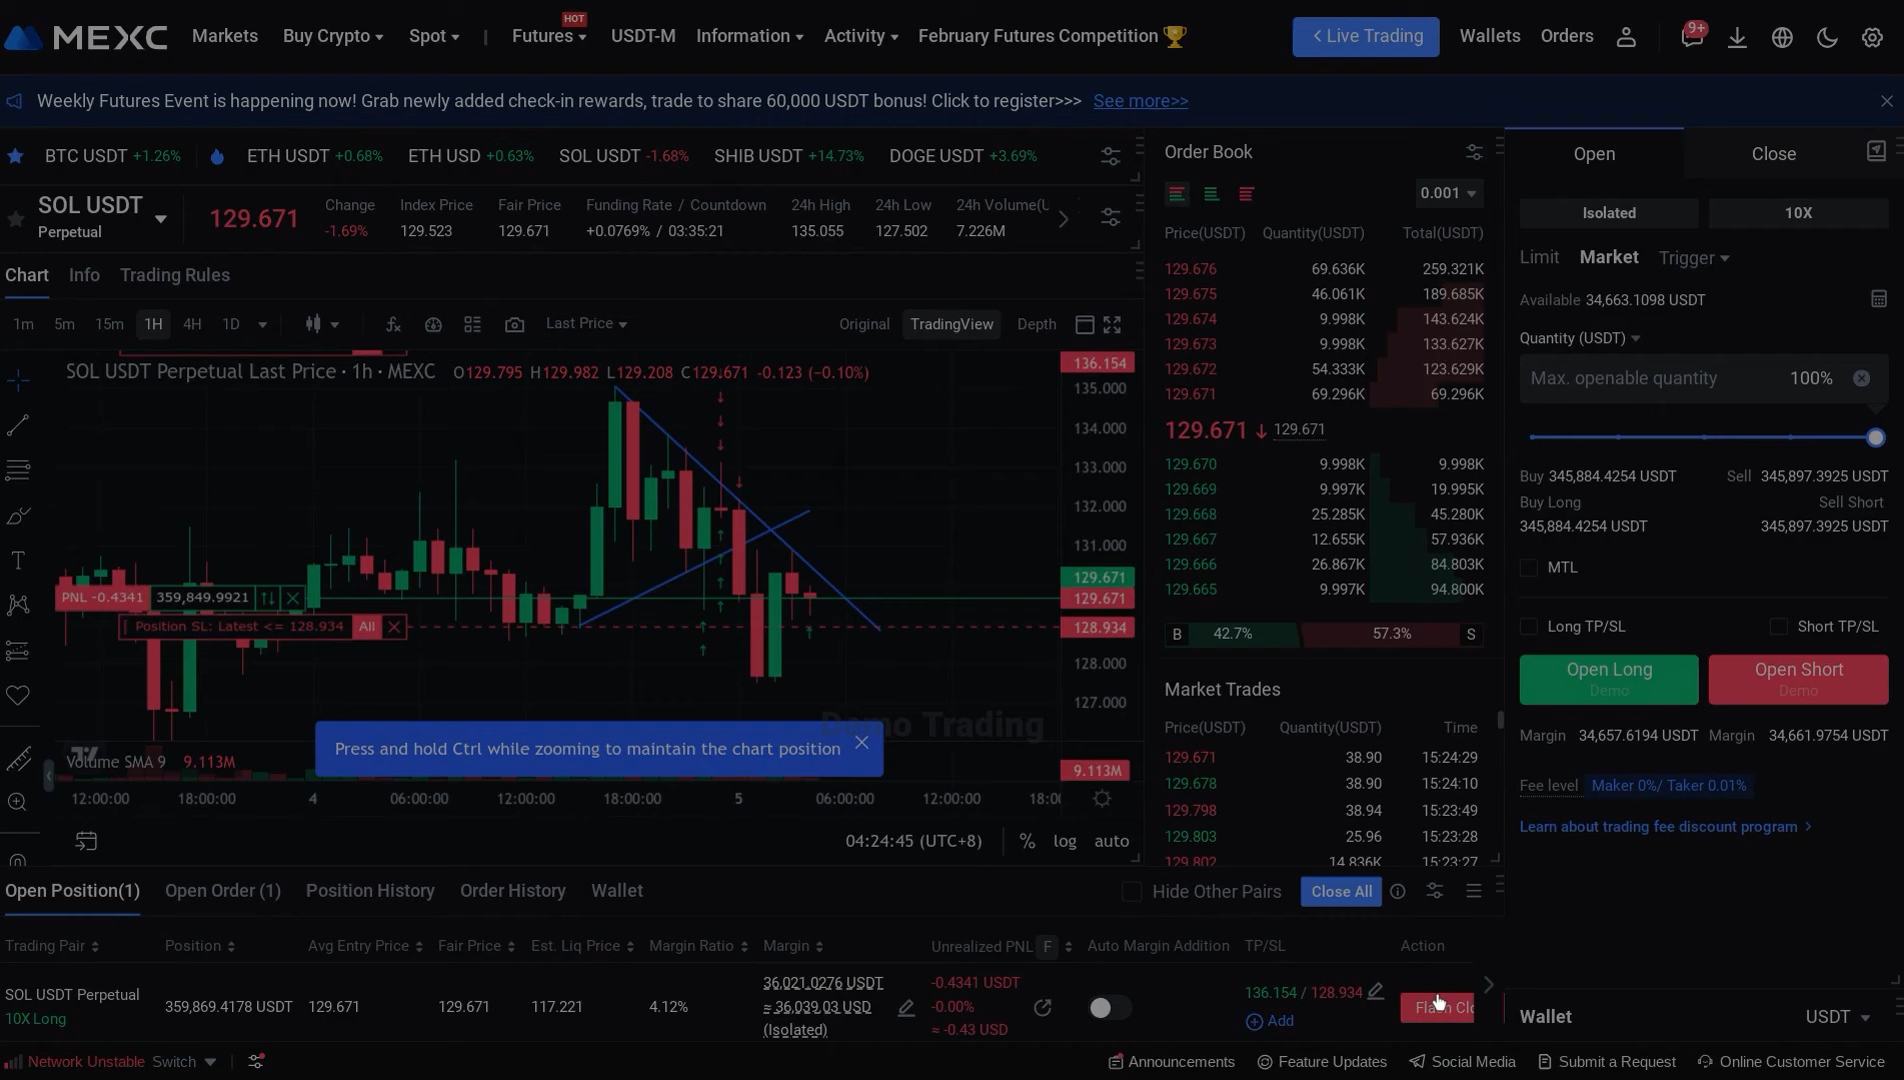 MEXC Markets Buy Crypto Spot | Futures HOT USDT-M Information Activity February Futures Competition Live Trading Wallets Orders 9+
Weekly Futures Event is happening now! Grab newly added check-in rewards, trade to share 60,000 USDT bonus! Click to register>>> See more>>
BTC USDT +1.26% ETH USDT +0.68% ETH USD +0.63% SOL USDT -1.68% SHIB USDT +14.73% DOGE USDT +3.69%
SOL USDT
Perpetual
129.671
Change
-1.69%
Index Price
129.523
Fair Price
129.671
Funding Rate / Countdown
+0.0769% / 03:35:21
24h High
135.055
24h Low
127.502
24h Volume(U
7.226M
Chart Info Trading Rules
1m 5m 15m 1H 4H 1D Last Price Original TradingView Depth
SOL USDT Perpetual Last Price · 1h · MEXC O129.795 H129.982 L129.208 C129.671 -0.123 (−0.10%)
136.154
135.000
134.000
133.000
132.000
131.000
129.671
129.671
128.934
128.000
127.000
9.113M
PNL -0.4341 359,849.9921
Position SL: Latest <= 128.934 All
Demo Trading
Press and hold Ctrl while zooming to maintain the chart position
Volume SMA 9 9.113M
12:00:00 18:00:00 4 06:00:00 12:00:00 18:00:00 5 06:00:00 12:00:00 18:00
04:24:45 (UTC+8) % log auto
Order Book
0.001
Price(USDT) Quantity(USDT) Total(USDT)
129.676 69.636K 259.321K
129.675 46.061K 189.685K
129.674 9.998K 143.624K
129.673 9.998K 133.627K
129.672 54.333K 123.629K
129.671 69.296K 69.296K
129.671 129.671
129.670 9.998K 9.998K
129.669 9.997K 19.995K
129.668 25.285K 45.280K
129.667 12.655K 57.936K
129.666 26.867K 84.803K
129.665 24.297K 94.800K
B 42.7% 57.3% S
Market Trades
Price(USDT) Quantity(USDT) Time
129.671 38.90 15:24:29
129.678 38.90 15:24:10
129.798 38.94 15:23:49
129.803 25.96 15:23:28
129.802 14.836K 15:23:27
Open Close
Isolated 10X
Limit Market Trigger
Available 34,663.1098 USDT
Quantity (USDT)
Max. openable quantity 100%
Buy 345,884.4254 USDT Sell 345,897.3925 USDT
Buy Long Sell Short
345,884.4254 USDT 345,897.3925 USDT
MTL
Long TP/SL Short TP/SL
Open Long Open Short
Demo Demo
Margin 34,657.6194 USDT Margin 34,661.9754 USDT
Fee level Maker 0%/ Taker 0.01%
Learn about trading fee discount program
Open Position(1) Open Order (1) Position History Order History Wallet Hide Other Pairs Close All
Trading Pair Position Avg Entry Price Fair Price Est. Liq Price Margin Ratio Margin Unrealized PNL F Auto Margin Addition TP/SL Action
SOL USDT Perpetual
10X Long
359,869.4178 USDT 129.671 129.671 117.221 4.12%
36,021.0276 USDT
≈ 36,039.03 USD
(Isolated)
-0.4341 USDT
-0.00%
≈ -0.43 USD
136.154 / 128.934
Add
Wallet USDT
Network Unstable Switch Announcements Feature Updates Social Media Submit a Request Online Customer Service